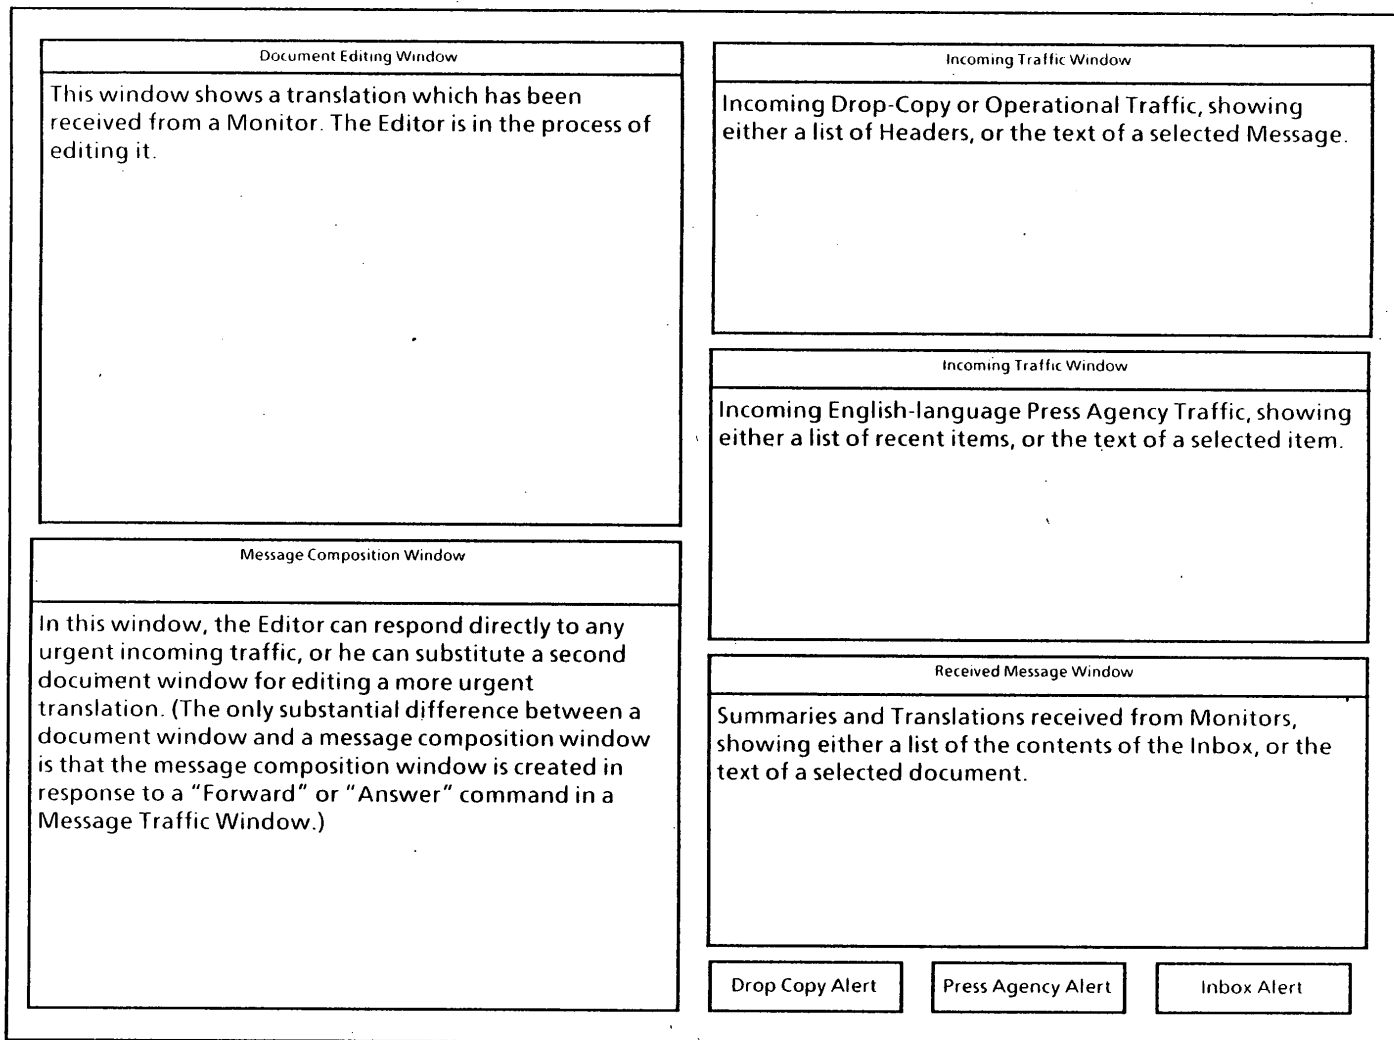 Document Editing Window
This window shows a translation which has been
received from a Monitor. The Editor is in the process of
editing it.
Message Composition Window
In this window, the Editor can respond directly to any
urgent incoming traffic, or he can substitute a second
document window for editing a more urgent
translation. (The only substantial difference between a
document window and a message composition window
is that the message composition window is created in
response to a "Forward" or "Answer" command in a
Message Traffic Window.)
Incoming Traffic Window
Incoming Drop-Copy or Operational Traffic, showing
either a list of Headers, or the text of a selected Message.
Incoming Traffic Window
Incoming English-language Press Agency Traffic, showing
either a list of recent items, or the text of a selected item.
Received Message Window
Summaries and Translations received from Monitors,
showing either a list of the contents of the Inbox, or the
text of a selected document.
Drop Copy Alert
Press Agency Alert
Inbox Alert